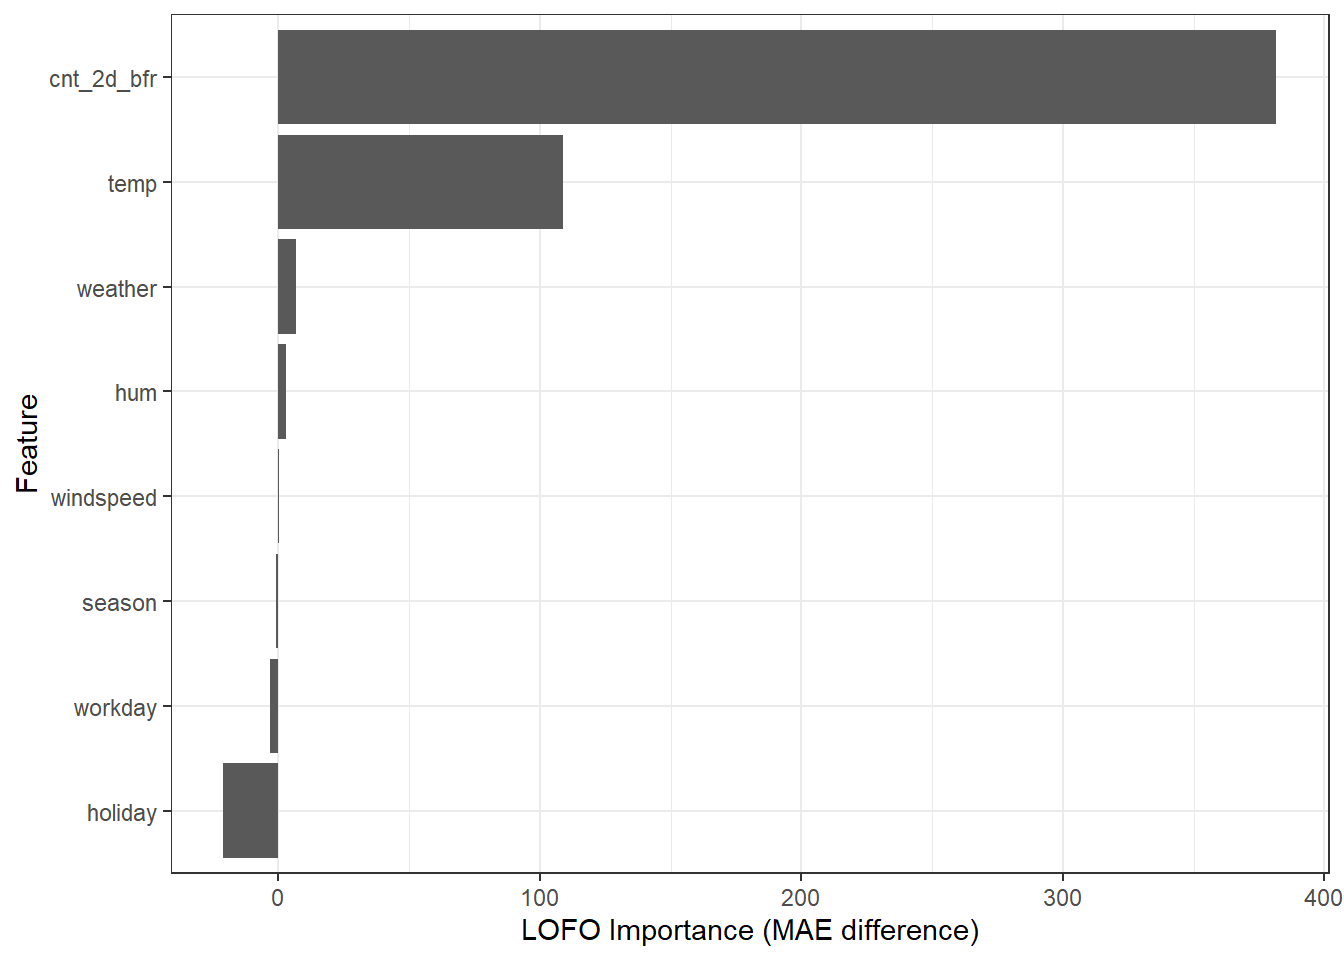 cnt_2d_bfr
temp
weather
hum
windspeed
season
workday
holiday
Feature
0 100 200 300 400
LOFO Importance (MAE difference)